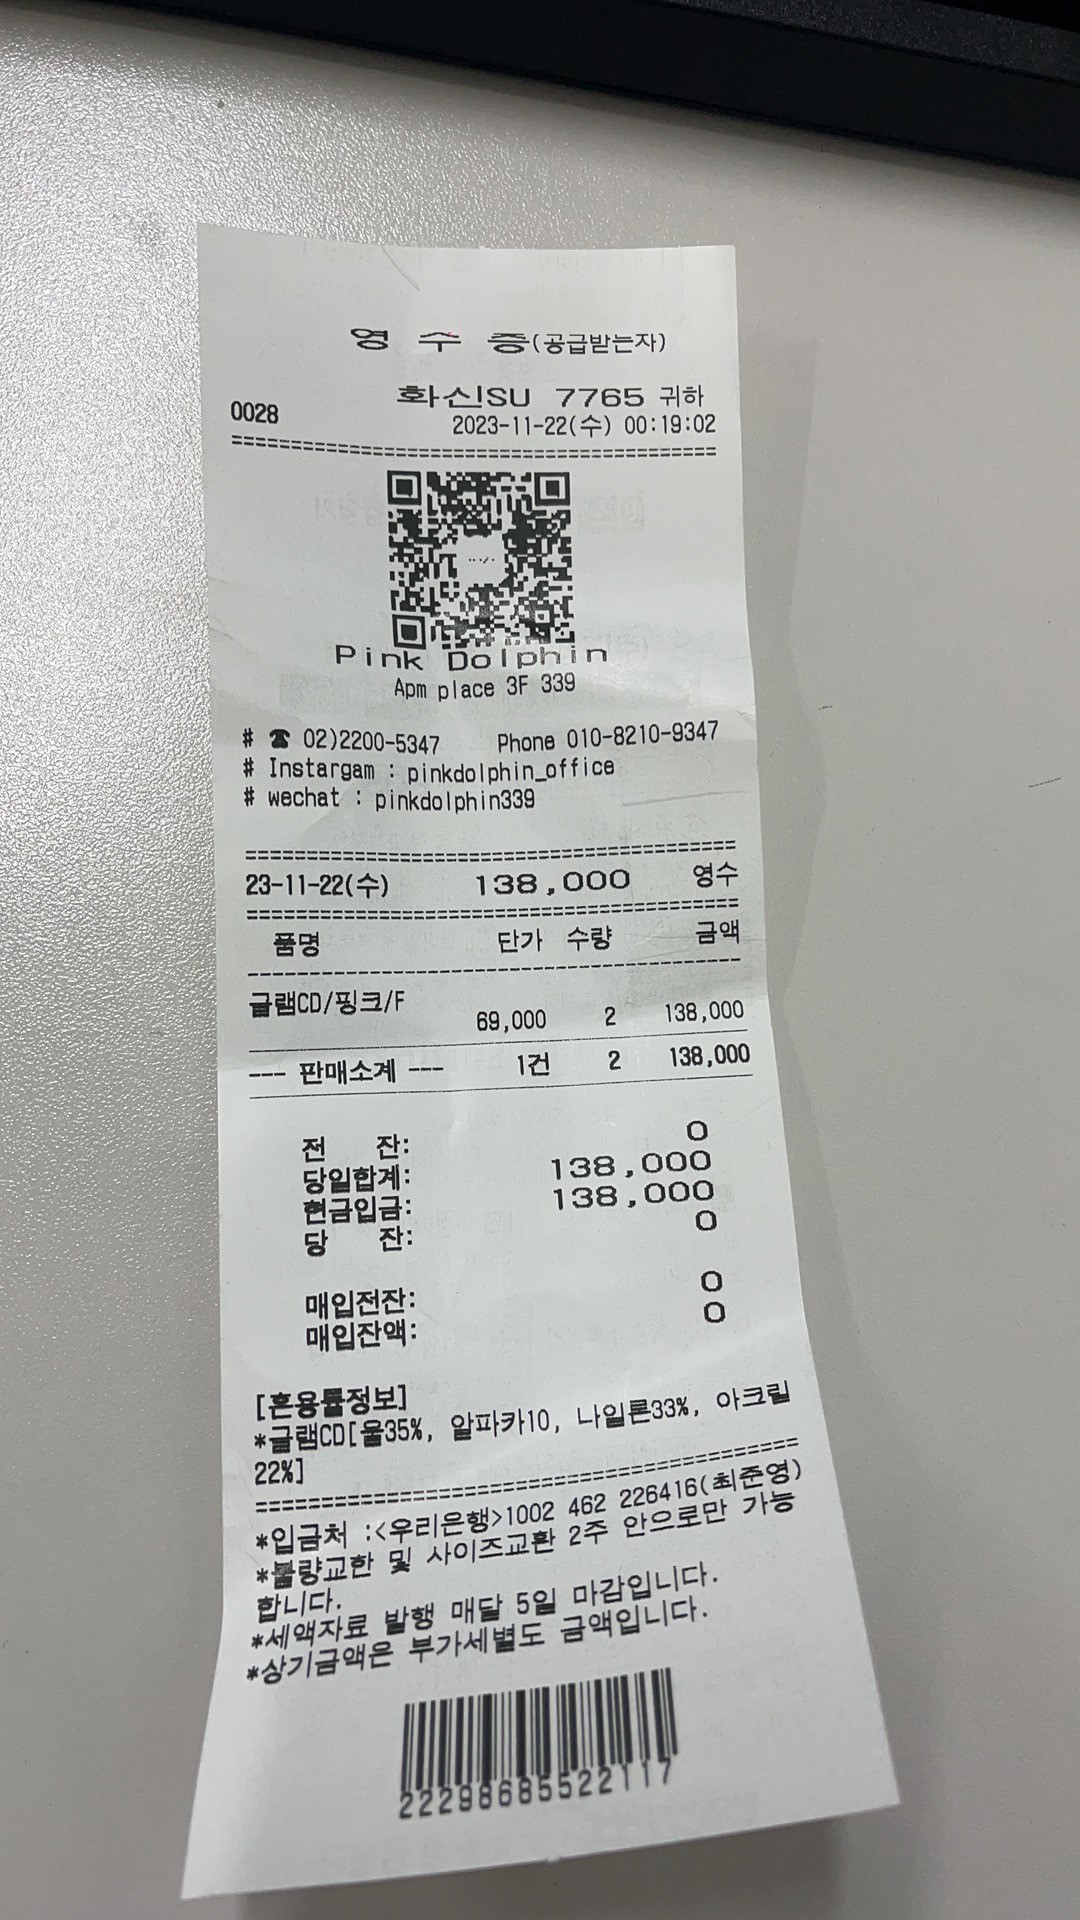 영 수 증(공급받는자)
화신SU 7765 귀하
0028
2023-11-22(수) 00:19:02
Pink Dolphin
Apm place 3F 339
# ☎ 02)2200-5347 Phone 010-8210-9347
# Instargam : pinkdolphin_office
# wechat : pinkdolphin339
23-11-22(수) 138,000 영수
품명 단가 수량 금액
글램CD/핑크/F
69,000 2 138,000
--- 판매소계 --- 1건 2 138,000
전 잔: 0
당일합계: 138,000
현금입금: 138,000
당 잔: 0
매입전잔: 0
매입잔액: 0
[혼용률정보]
*글램CD[울35%, 알파카10, 나일론33%, 아크릴
22%]
*입금처 :<우리은행>1002 462 226416(최준영)
*불량교한 및 사이즈교환 2주 안으로만 가능
합니다.
*세액자료 발행 매달 5일 마감입니다.
*상기금액은 부가세별도 금액입니다.
22298685522117